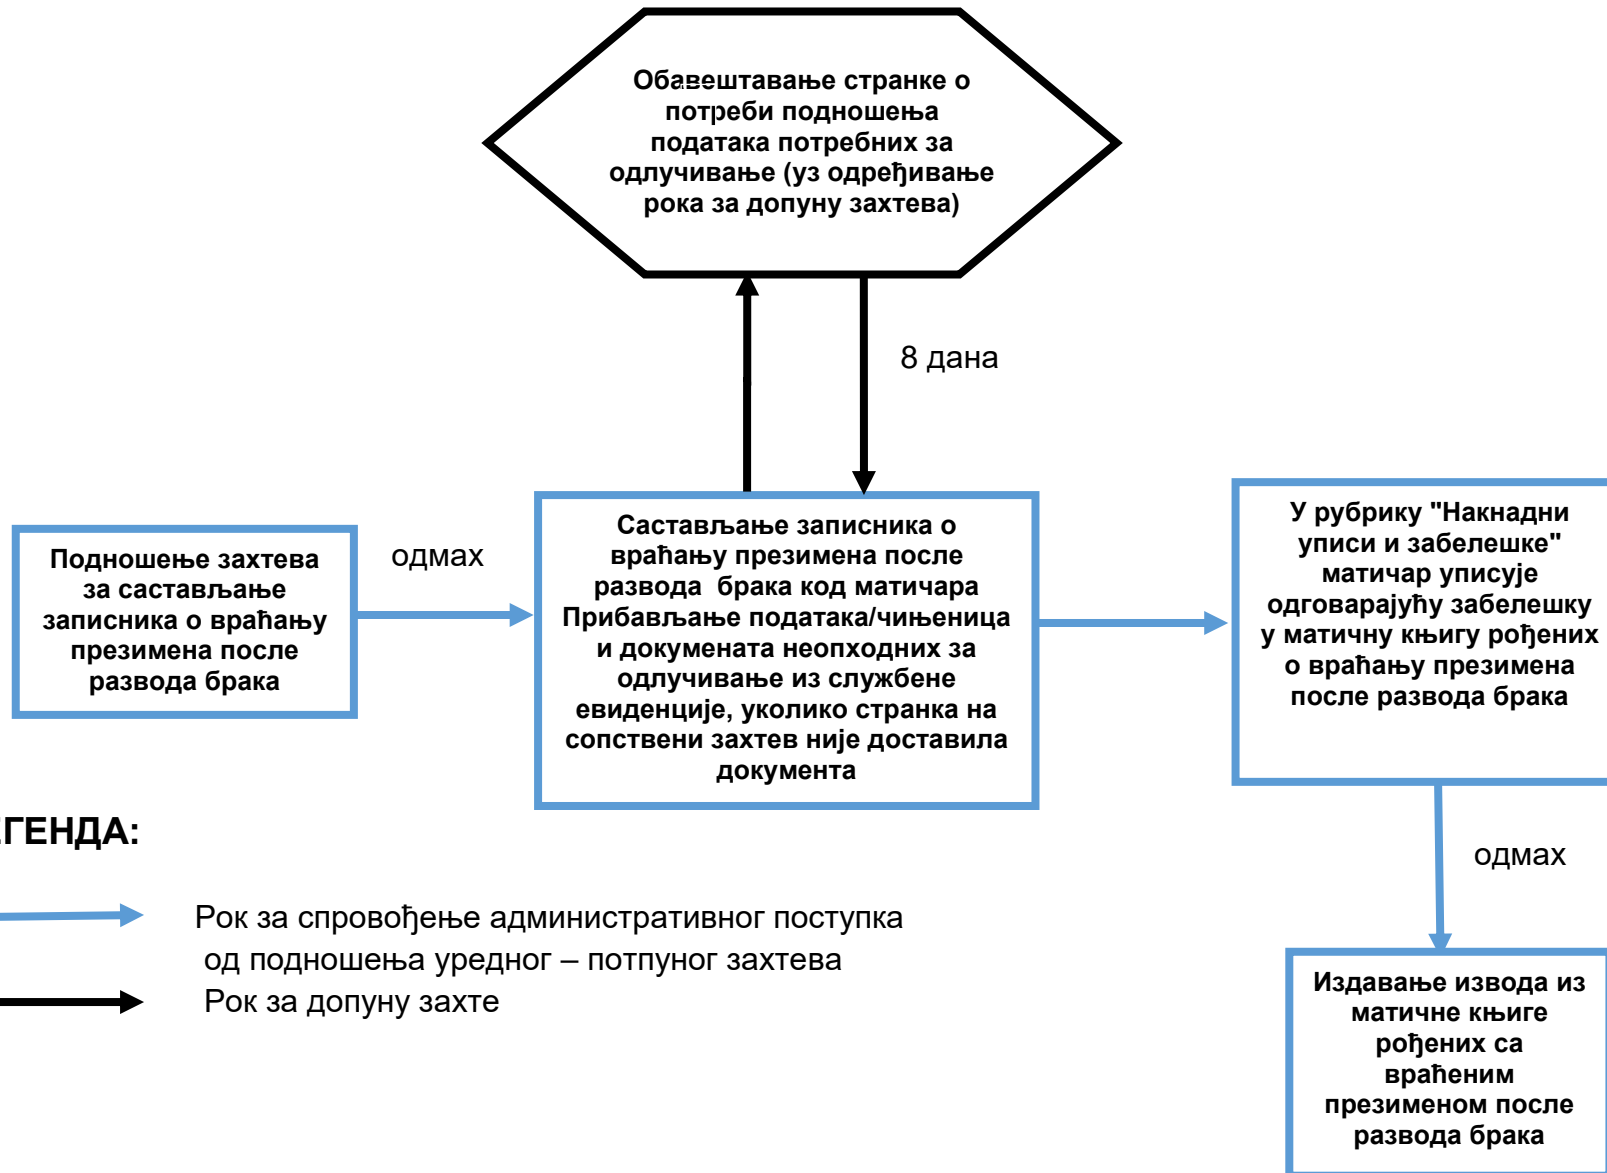 Обавештавање странке о
потреби подношења
података потребних за
одлучивање (уз одређивање
рока за допуну захтева)
8 дана
Подношење захтева
за састављање
записника о враћању
презимена после
развода брака
одмах
Састављање записника о
враћању презимена после
развода  брака код матичара
Прибављање података/чињеница
и докумената неопходних за
одлучивање из службене
евиденције, уколико странка на
сопствени захтев није доставила
документа
У рубрику "Накнадни
уписи и забелешке"
матичар уписује
одговарајућу забелешку
у матичну књигу рођених
о враћању презимена
после развода брака
одмах
Издавање извода из
матичне књиге
рођених са
враћеним
презименом после
развода брака
ЕГЕНДА:
Рок за спровођење административног поступка
од подношења уредног – потпуног захтева
Рок за допуну захте